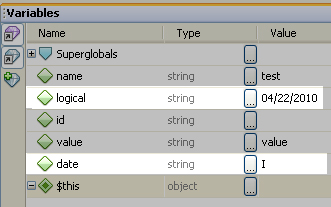 Variables
Name Type Value
Superglobals ...
name string ... test
logical string ... 04/22/2010
id string ...
value string ... value
date string ... I
$this object ...